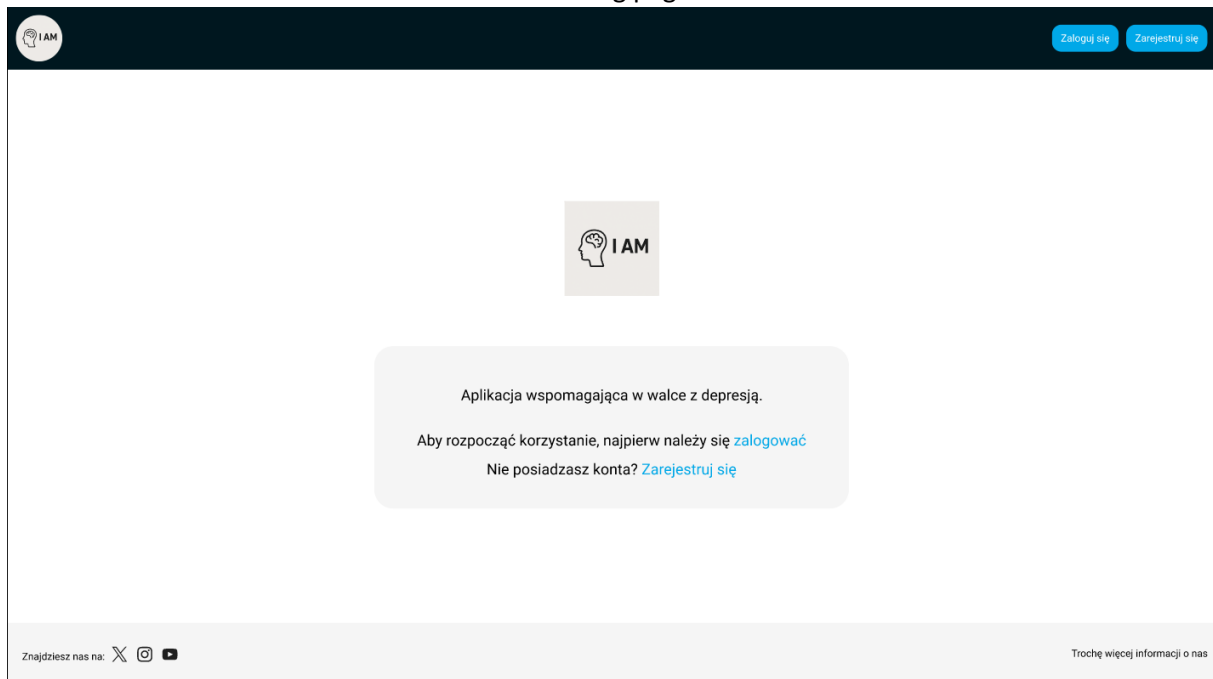 I AM
Zaloguj się
Zarejestruj się
I AM
Aplikacja wspomagająca w walce z depresją.
Aby rozpocząć korzystanie, najpierw należy się zalogować
Nie posiadzasz konta? Zarejestruj się
Znajdziesz nas na:
Trochę więcej informacji o nas